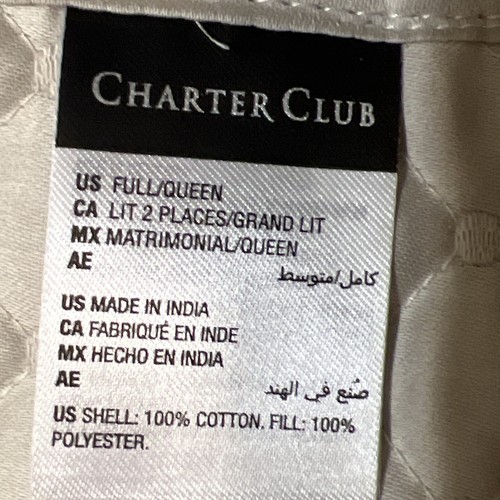 CHARTER CLUB
US FULL/QUEEN
CA LIT 2 PLACES/GRAND LIT
MX MATRIMONIAL/QUEEN
AE كامل/متوسط
US MADE IN INDIA
CA FABRIQUÉ EN INDE
MX HECHO EN INDIA
AE صُنع في الهند
US SHELL: 100% COTTON. FILL: 100%
POLYESTER.